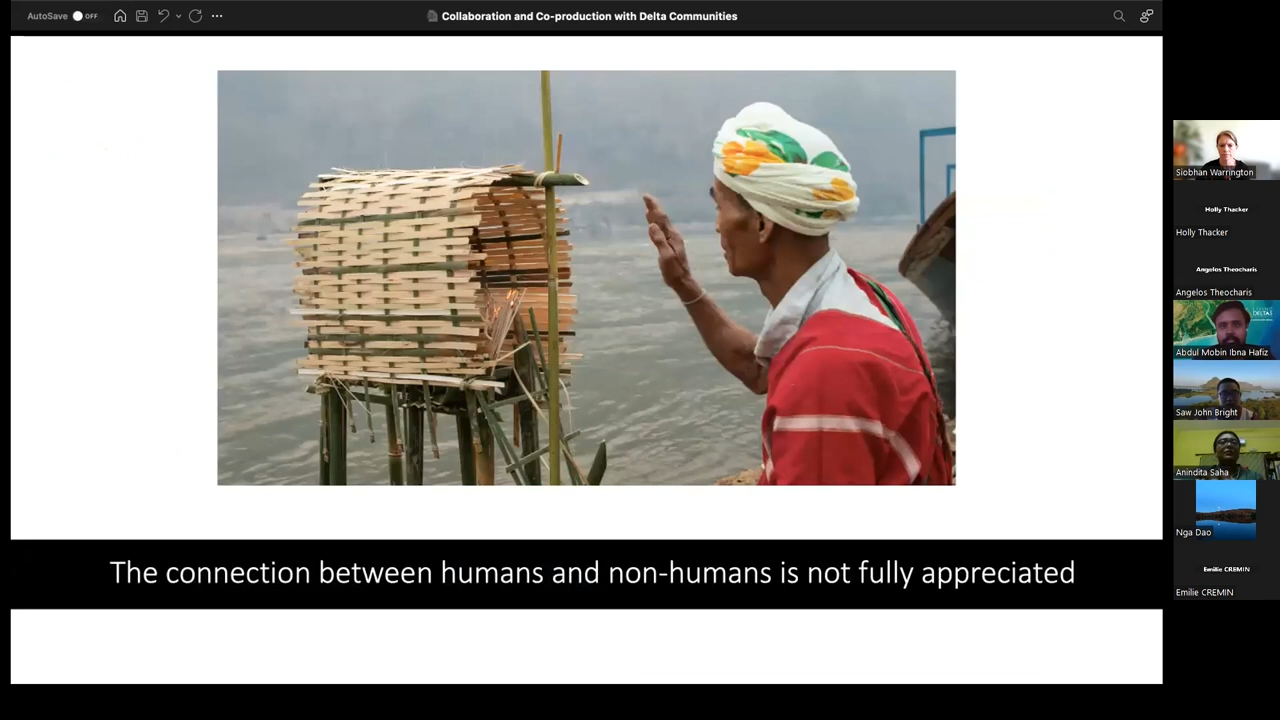 AutoSave OFF
Collaboration and Co-production with Delta Communities
The connection between humans and non-humans is not fully appreciated
Siobhan Warrington
Holly Thacker
Holly Thacker
Angelos Theocharis
Angelos Theocharis
DELTAS
Abdul Mobin Ibna Hafiz
Saw John Bright
Anindita Saha
Nga Dao
Emilie CREMIN
Emilie CREMIN